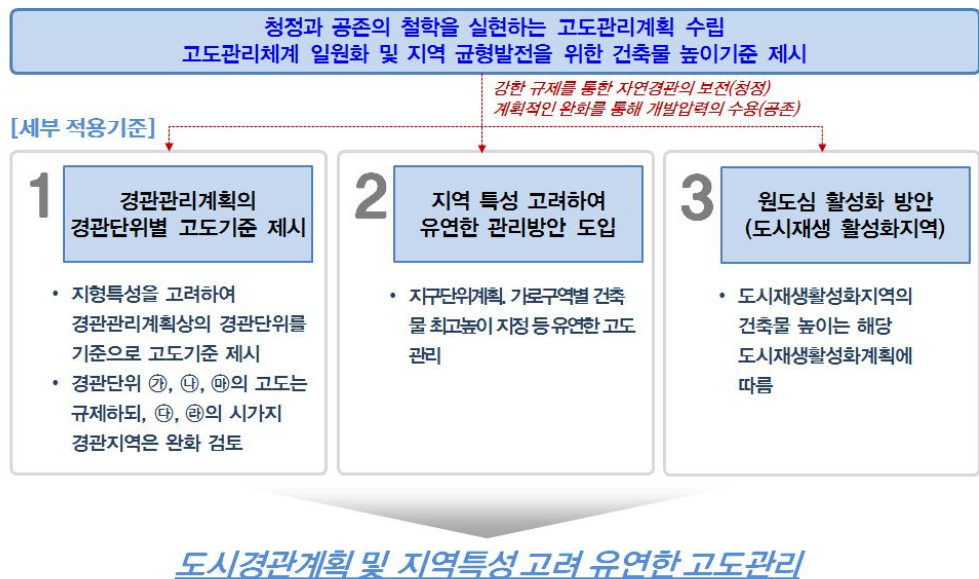 청정과 공존의 철학을 실현하는 고도관리계획 수립
고도관리체계 일원화 및 지역 균형발전을 위한 건축물 높이기준 제시
강한 규제를 통한 자연경관의 보전(청정)
계획적인 완화를 통해 개발압력의 수용(공존)
[세부 적용기준]
1
경관관리계획의
경관단위별 고도기준 제시
• 지형특성을 고려하여
경관관리계획상의 경관단위를
기준으로 고도기준 제시
• 경관단위 ㉮, ㉯, ㉲의 고도는
규제하되, ㉰, ㉱의 시가지
경관지역은 완화 검토
2
지역 특성 고려하여
유연한 관리방안 도입
• 지구단위계획. 가로구역별 건축
물 최고높이 지정 등 유연한 고도
관리
3
원도심 활성화 방안
(도시재생 활성화지역)
• 도시재생활성화지역의
건축물 높이는 해당
도시재생활성화계획에
따름
도시경관계획 및 지역특성 고려 유연한 고도관리